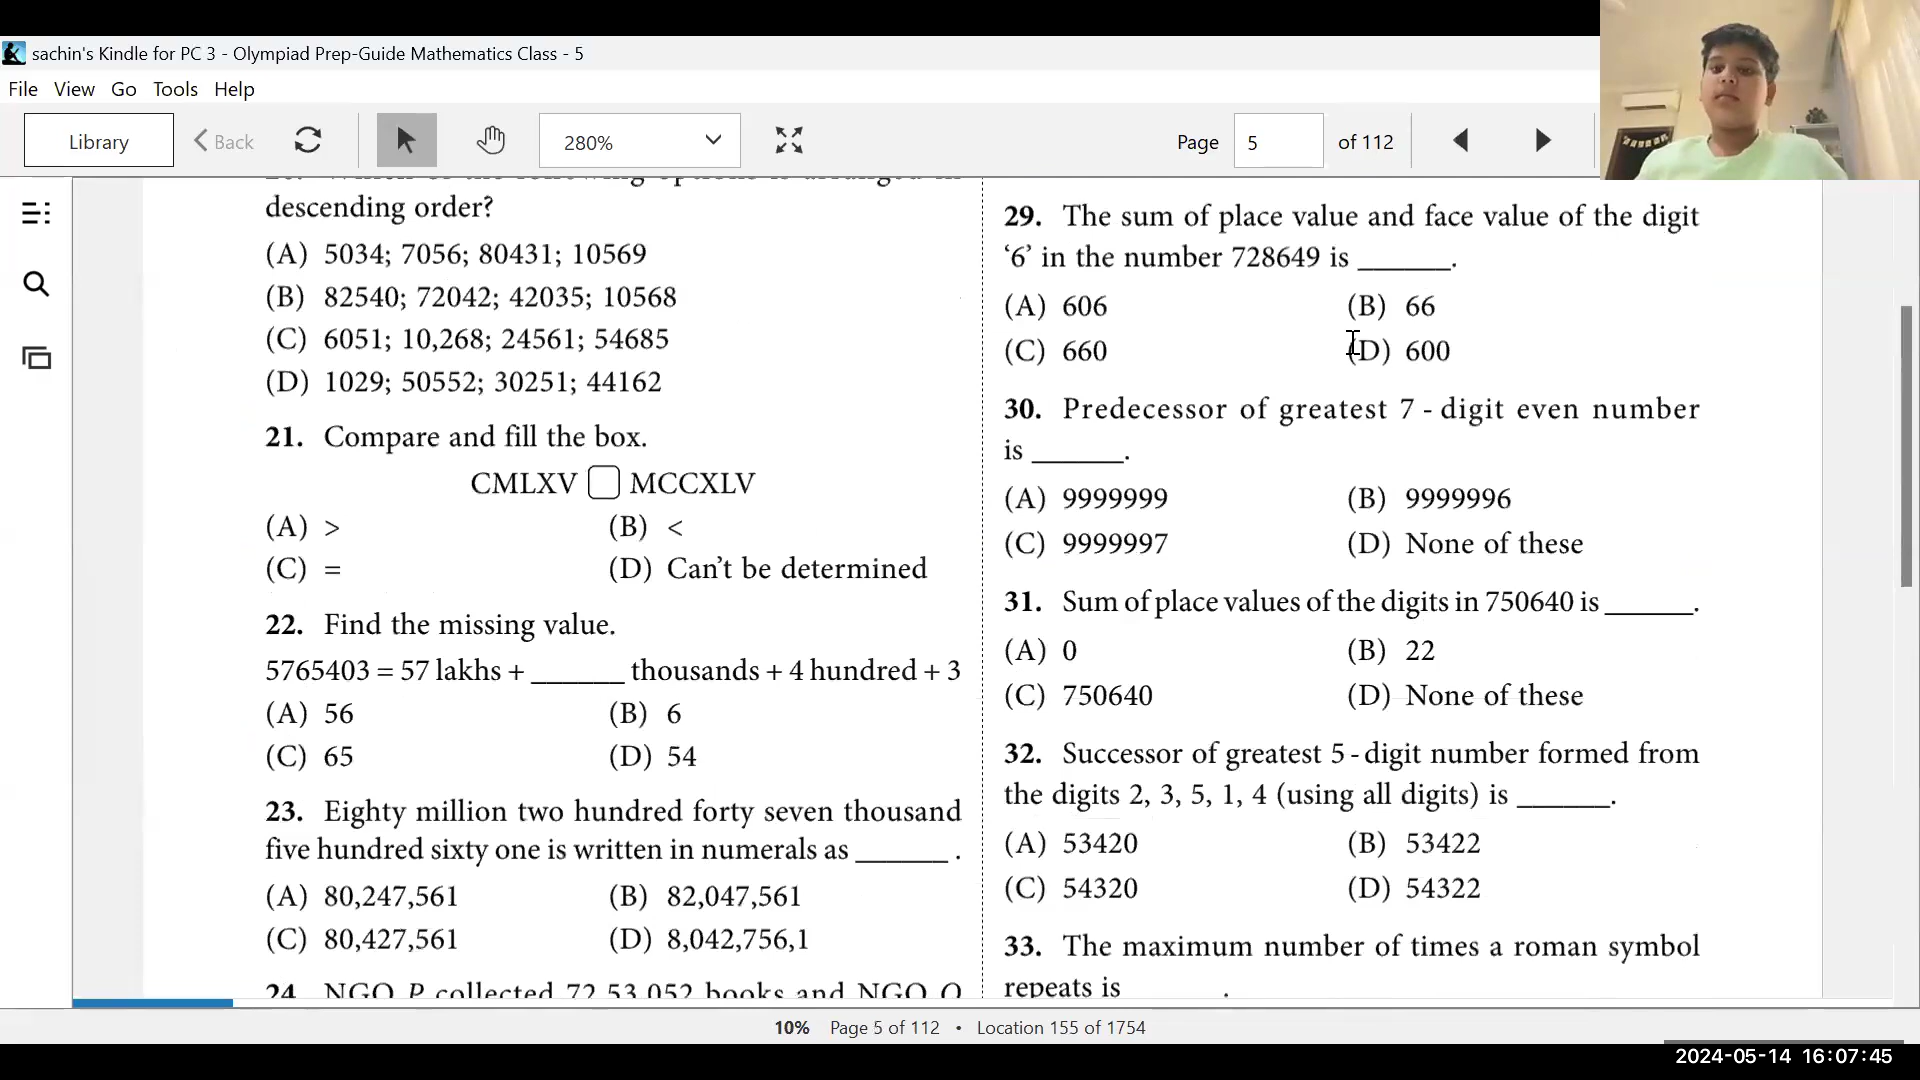 sachin's Kindle for PC 3 - Olympiad Prep-Guide Mathematics Class - 5
File View Go Tools Help
Library Back 280% Page 5 of 112
descending order?
(A) 5034; 7056; 80431; 10569
(B) 82540; 72042; 42035; 10568
(C) 6051; 10,268; 24561; 54685
(D) 1029; 50552; 30251; 44162
21. Compare and fill the box.
CMLXV ☐ MCCXLV
(A) > (B) <
(C) = (D) Can't be determined
22. Find the missing value.
5765403 = 57 lakhs + ______ thousands + 4 hundred + 3
(A) 56 (B) 6
(C) 65 (D) 54
23. Eighty million two hundred forty seven thousand
five hundred sixty one is written in numerals as ______ .
(A) 80,247,561 (B) 82,047,561
(C) 80,427,561 (D) 8,042,756,1
24. NGO P collected 72,53,052 books and NGO Q
29. The sum of place value and face value of the digit
‘6’ in the number 728649 is ______.
(A) 606 (B) 66
(C) 660 (D) 600
30. Predecessor of greatest 7 - digit even number
is ______.
(A) 9999999 (B) 9999996
(C) 9999997 (D) None of these
31. Sum of place values of the digits in 750640 is ______.
(A) 0 (B) 22
(C) 750640 (D) None of these
32. Successor of greatest 5 - digit number formed from
the digits 2, 3, 5, 1, 4 (using all digits) is ______.
(A) 53420 (B) 53422
(C) 54320 (D) 54322
33. The maximum number of times a roman symbol
repeats is ______.
10% Page 5 of 112 • Location 155 of 1754
2024-05-14 16:07:45